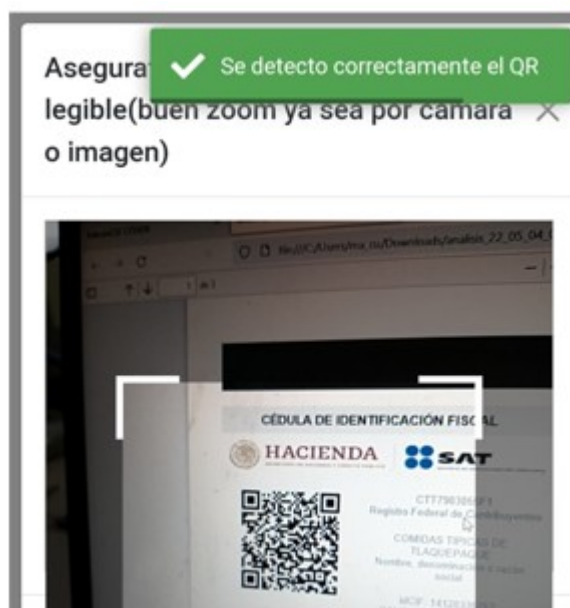 Asegura
Se detecto correctamente el QR
legible(buen zoom ya sea por cámara
o imagen)
CÉDULA DE IDENTIFICACIÓN FISCAL
HACIENDA
SAT
Registro Federal de Contribuyentes
COMIDAS TIPICAS DE
TLAQUEPAQUE
Nombre, denominación o razón
social